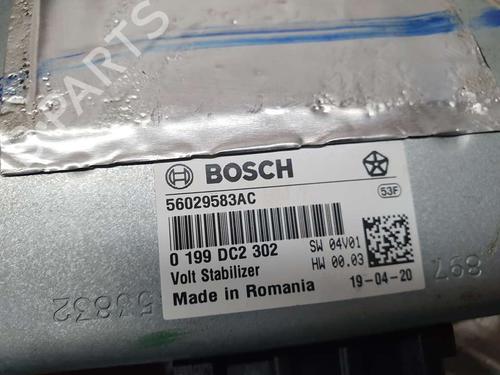 PARTS
BOSCH
56029583AC
53F
0 199 DC2 302
SW 04V01
Volt Stabilizer
HW 00.03
Made in Romania
19-04-20
53832
897